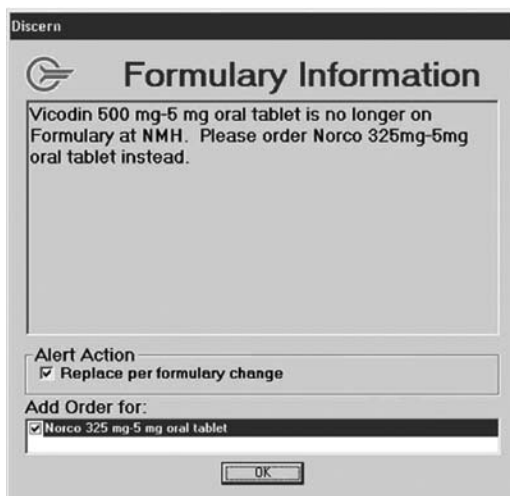 Discern
Formulary Information
Vicodin 500 mg-5 mg oral tablet is no longer on
Formulary at NMH.  Please order Norco 325mg-5mg
oral tablet instead.
Alert Action
Replace per formulary change
Add Order for:
Norco 325 mg-5 mg oral tablet
OK